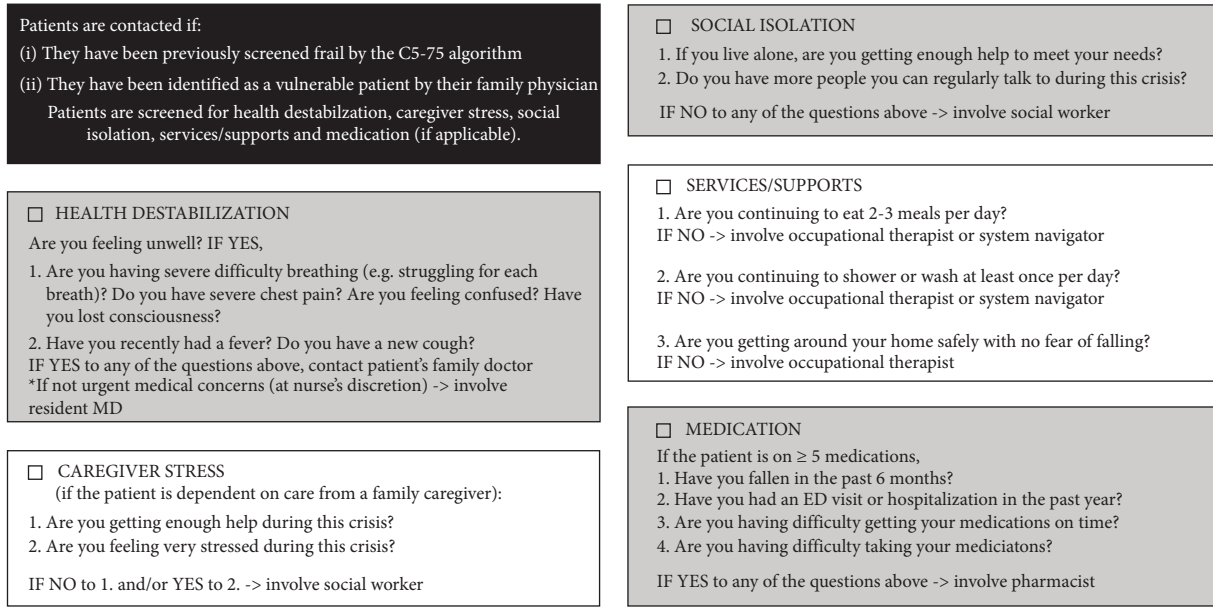 Patients are contacted if:
(i) They have been previously screened frail by the C5-75 algorithm
(ii) They have been identified as a vulnerable patient by their family physician
Patients are screened for health destabilzation, caregiver stress, social
isolation, services/supports and medication (if applicable).
HEALTH DESTABILIZATION
Are you feeling unwell? IF YES,
1. Are you having severe difficulty breathing (e.g. struggling for each
breath)? Do you have severe chest pain? Are you feeling confused? Have
you lost consciousness?
2. Have you recently had a fever? Do you have a new cough?
IF YES to any of the questions above, contact patient's family doctor
*If not urgent medical concerns (at nurse's discretion) -> involve
resident MD
CAREGIVER STRESS
(if the patient is dependent on care from a family caregiver):
1. Are you getting enough help during this crisis?
2. Are you feeling very stressed during this crisis?
IF NO to 1. and/or YES to 2. -> involve social worker
SOCIAL ISOLATION
1. If you live alone, are you getting enough help to meet your needs?
2. Do you have more people you can regularly talk to during this crisis?
IF NO to any of the questions above -> involve social worker
SERVICES/SUPPORTS
1. Are you continuing to eat 2-3 meals per day?
IF NO -> involve occupational therapist or system navigator
2. Are you continuing to shower or wash at least once per day?
IF NO -> involve occupational therapist or system navigator
3. Are you getting around your home safely with no fear of falling?
IF NO -> involve occupational therapist
MEDICATION
If the patient is on ≥ 5 medications,
1. Have you fallen in the past 6 months?
2. Have you had an ED visit or hospitalization in the past year?
3. Are you having difficulty getting your medications on time?
4. Are you having difficulty taking your mediciatons?
IF YES to any of the questions above -> involve pharmacist